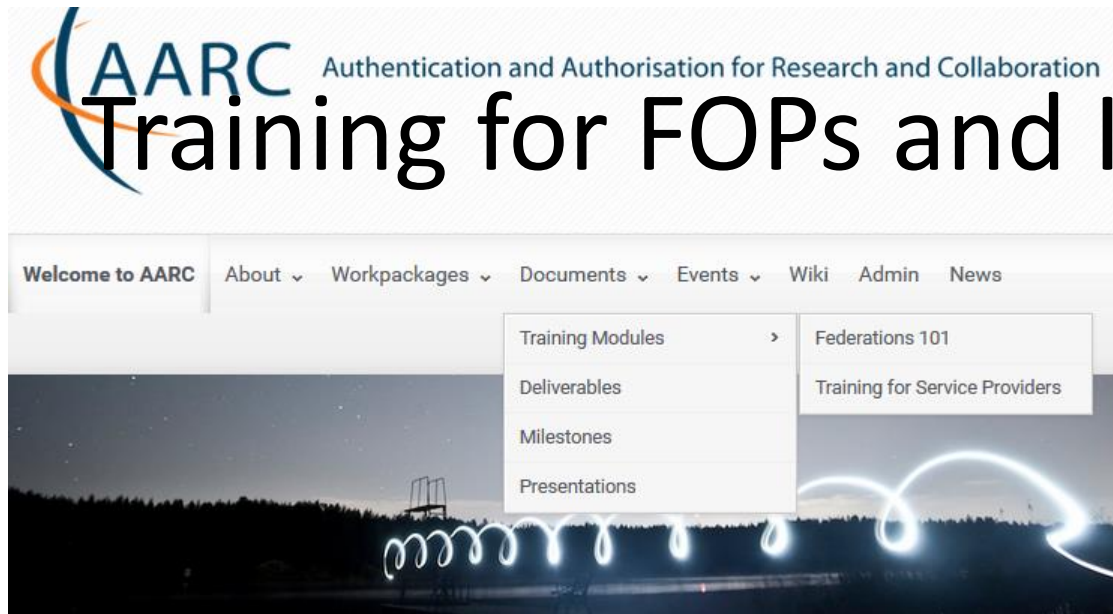 AARC Authentication and Authorisation for Research and Collaboration
Training for FOPs and
Welcome to AARC About Workpackages Documents Events Wiki Admin News
Training Modules Federations 101
Deliverables Training for Service Providers
Milestones
Presentations